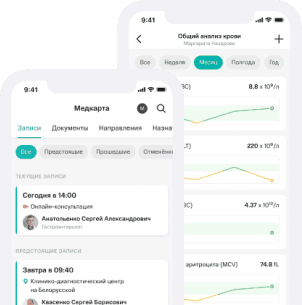 9:41
Общий анализ крови
Маргарита Назарова
Все Неделя Месяц Полгода Год
8.8 x 10⁹/л
220 x 10⁹/л
4.37 x 10⁹/л
эритроцита (MCV) 74.8 fL
9:41
Медкарта
M
Записи Документы Направления Назна
Все Предстоящие Прошедшие Отменённ
ТЕКУЩИЕ ЗАПИСИ
Сегодня в 14:00
Онлайн-консультация
Анатольенко Сергей Александрович
Гастроэнтеролог
ПРЕДСТОЯЩИЕ ЗАПИСИ
Завтра в 09:40
Клинико-диагностический центр
на Белорусской
Квасенко Сергей Борисович